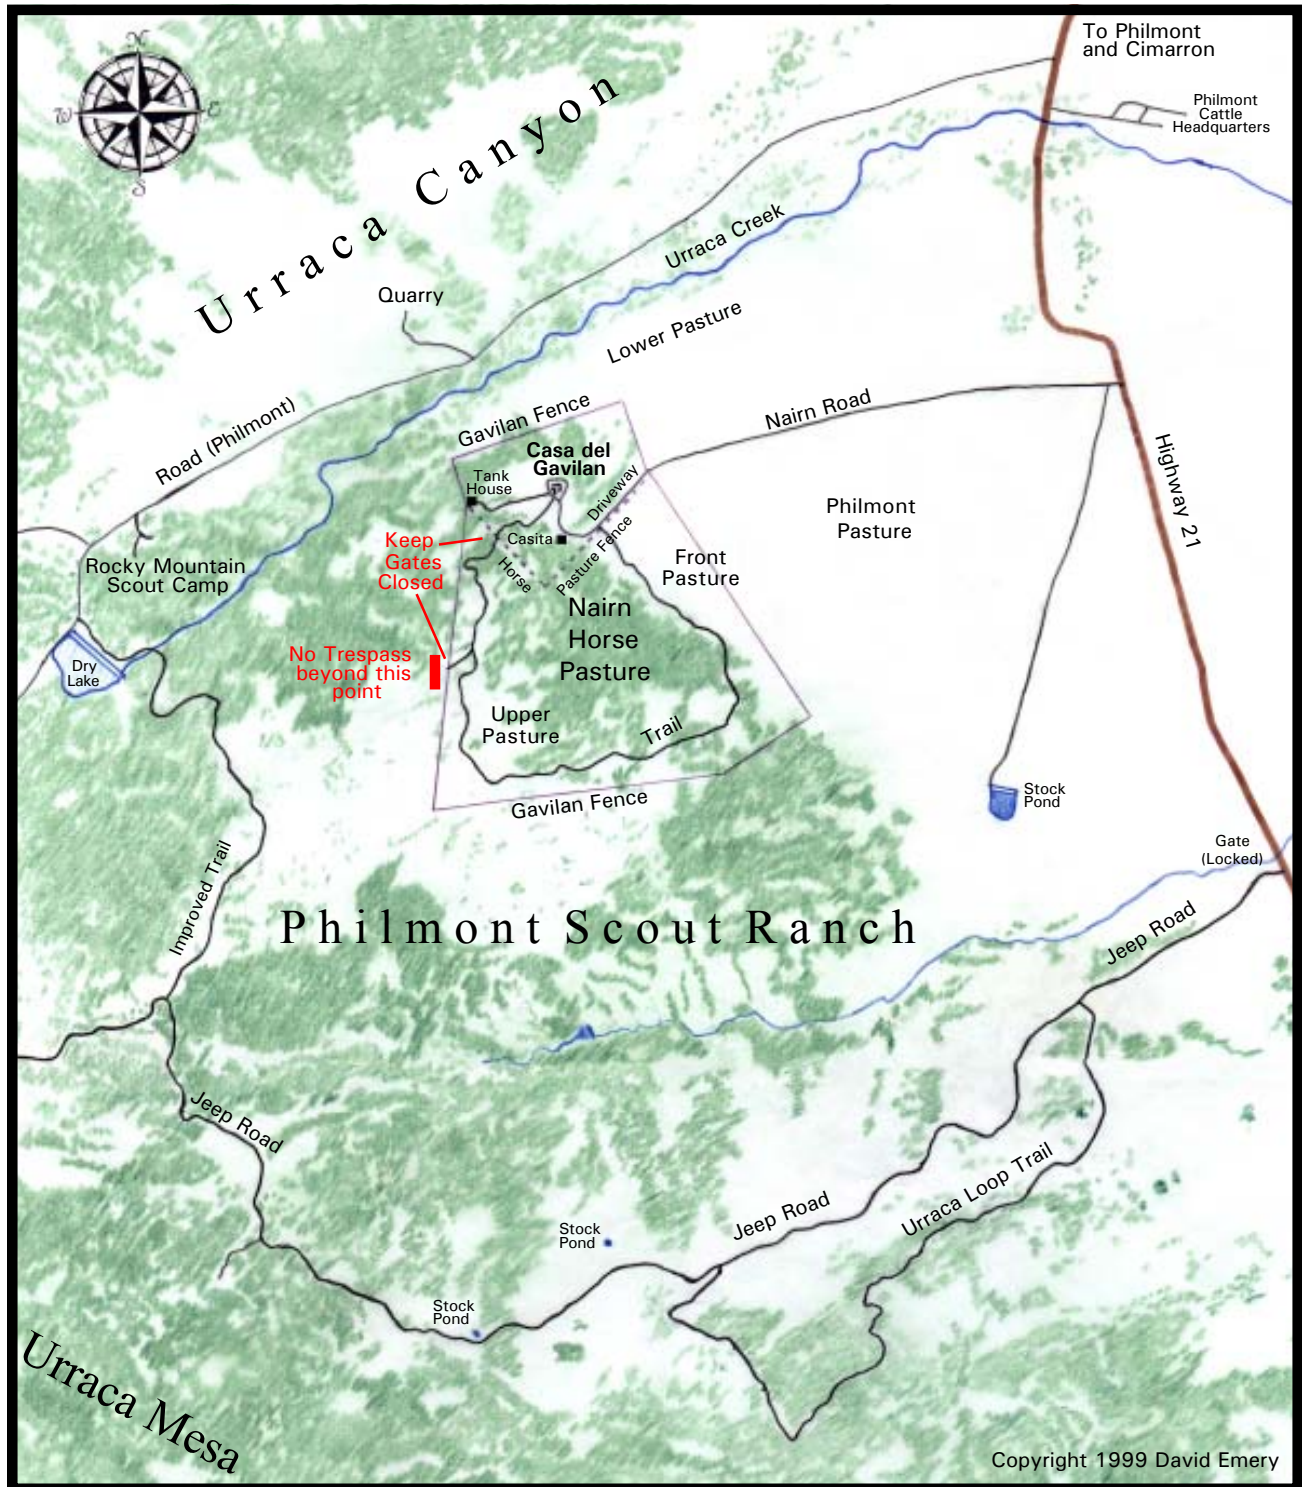 To Philmont
and Cimarron
N
W
E
S
Philmont
Cattle
Headquarters
Urraca Canyon
Urraca Creek
Quarry
Lower Pasture
Road (Philmont)
Gavilan Fence
Nairn Road
Highway 21
Casa del
Gavilan
Tank
House
Driveway
Philmont
Pasture
Keep
Gates
Closed
Casita
Horse
Pasture Fence
Front
Pasture
Rocky Mountain
Scout Camp
Nairn
Horse
Pasture
No Trespass
beyond this
point
Dry
Lake
Upper
Pasture
Trail
Gavilan Fence
Stock
Pond
Gate
(Locked)
Improved Trail
Philmont Scout Ranch
Jeep Road
Jeep Road
Urraca Loop Trail
Jeep Road
Stock
Pond
Stock
Pond
Urraca Mesa
Copyright 1999 David Emery